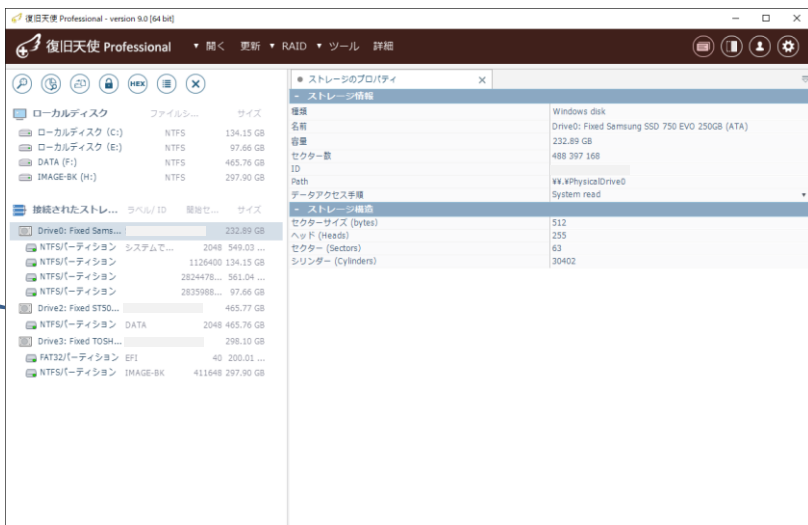 復旧天使 Professional - version 9.0 [64 bit]
復旧天使 Professional ▼ 開く 更新 ▼ RAID ▼ ツール 詳細
HEX
ローカルディスク ファイルシ... サイズ
ローカルディスク (C:) NTFS 134.15 GB
ローカルディスク (E:) NTFS 97.66 GB
DATA (F:) NTFS 465.76 GB
IMAGE-BK (H:) NTFS 297.90 GB
接続されたストレ... ラベル/ ID 開始セ... サイズ
Drive0: Fixed Sams... 232.89 GB
NTFSパーティション システムで... 2048 549.03 ...
NTFSパーティション 1126400 134.15 GB
NTFSパーティション 2824478... 561.04 ...
NTFSパーティション 2835988... 97.66 GB
Drive2: Fixed ST50... 465.77 GB
NTFSパーティション DATA 2048 465.76 GB
Drive3: Fixed TOSH... 298.10 GB
FAT32パーティション EFI 40 200.01 ...
NTFSパーティション IMAGE-BK 411648 297.90 GB
● ストレージのプロパティ ×
- ストレージ情報
種類 Windows disk
名前 Drive0: Fixed Samsung SSD 750 EVO 250GB (ATA)
容量 232.89 GB
セクター数 488 397 168
ID
Path ¥¥.¥PhysicalDrive0
データアクセス手順 System read
- ストレージ構造
セクターサイズ (bytes) 512
ヘッド (Heads) 255
セクター (Sectors) 63
シリンダー (Cylinders) 30402